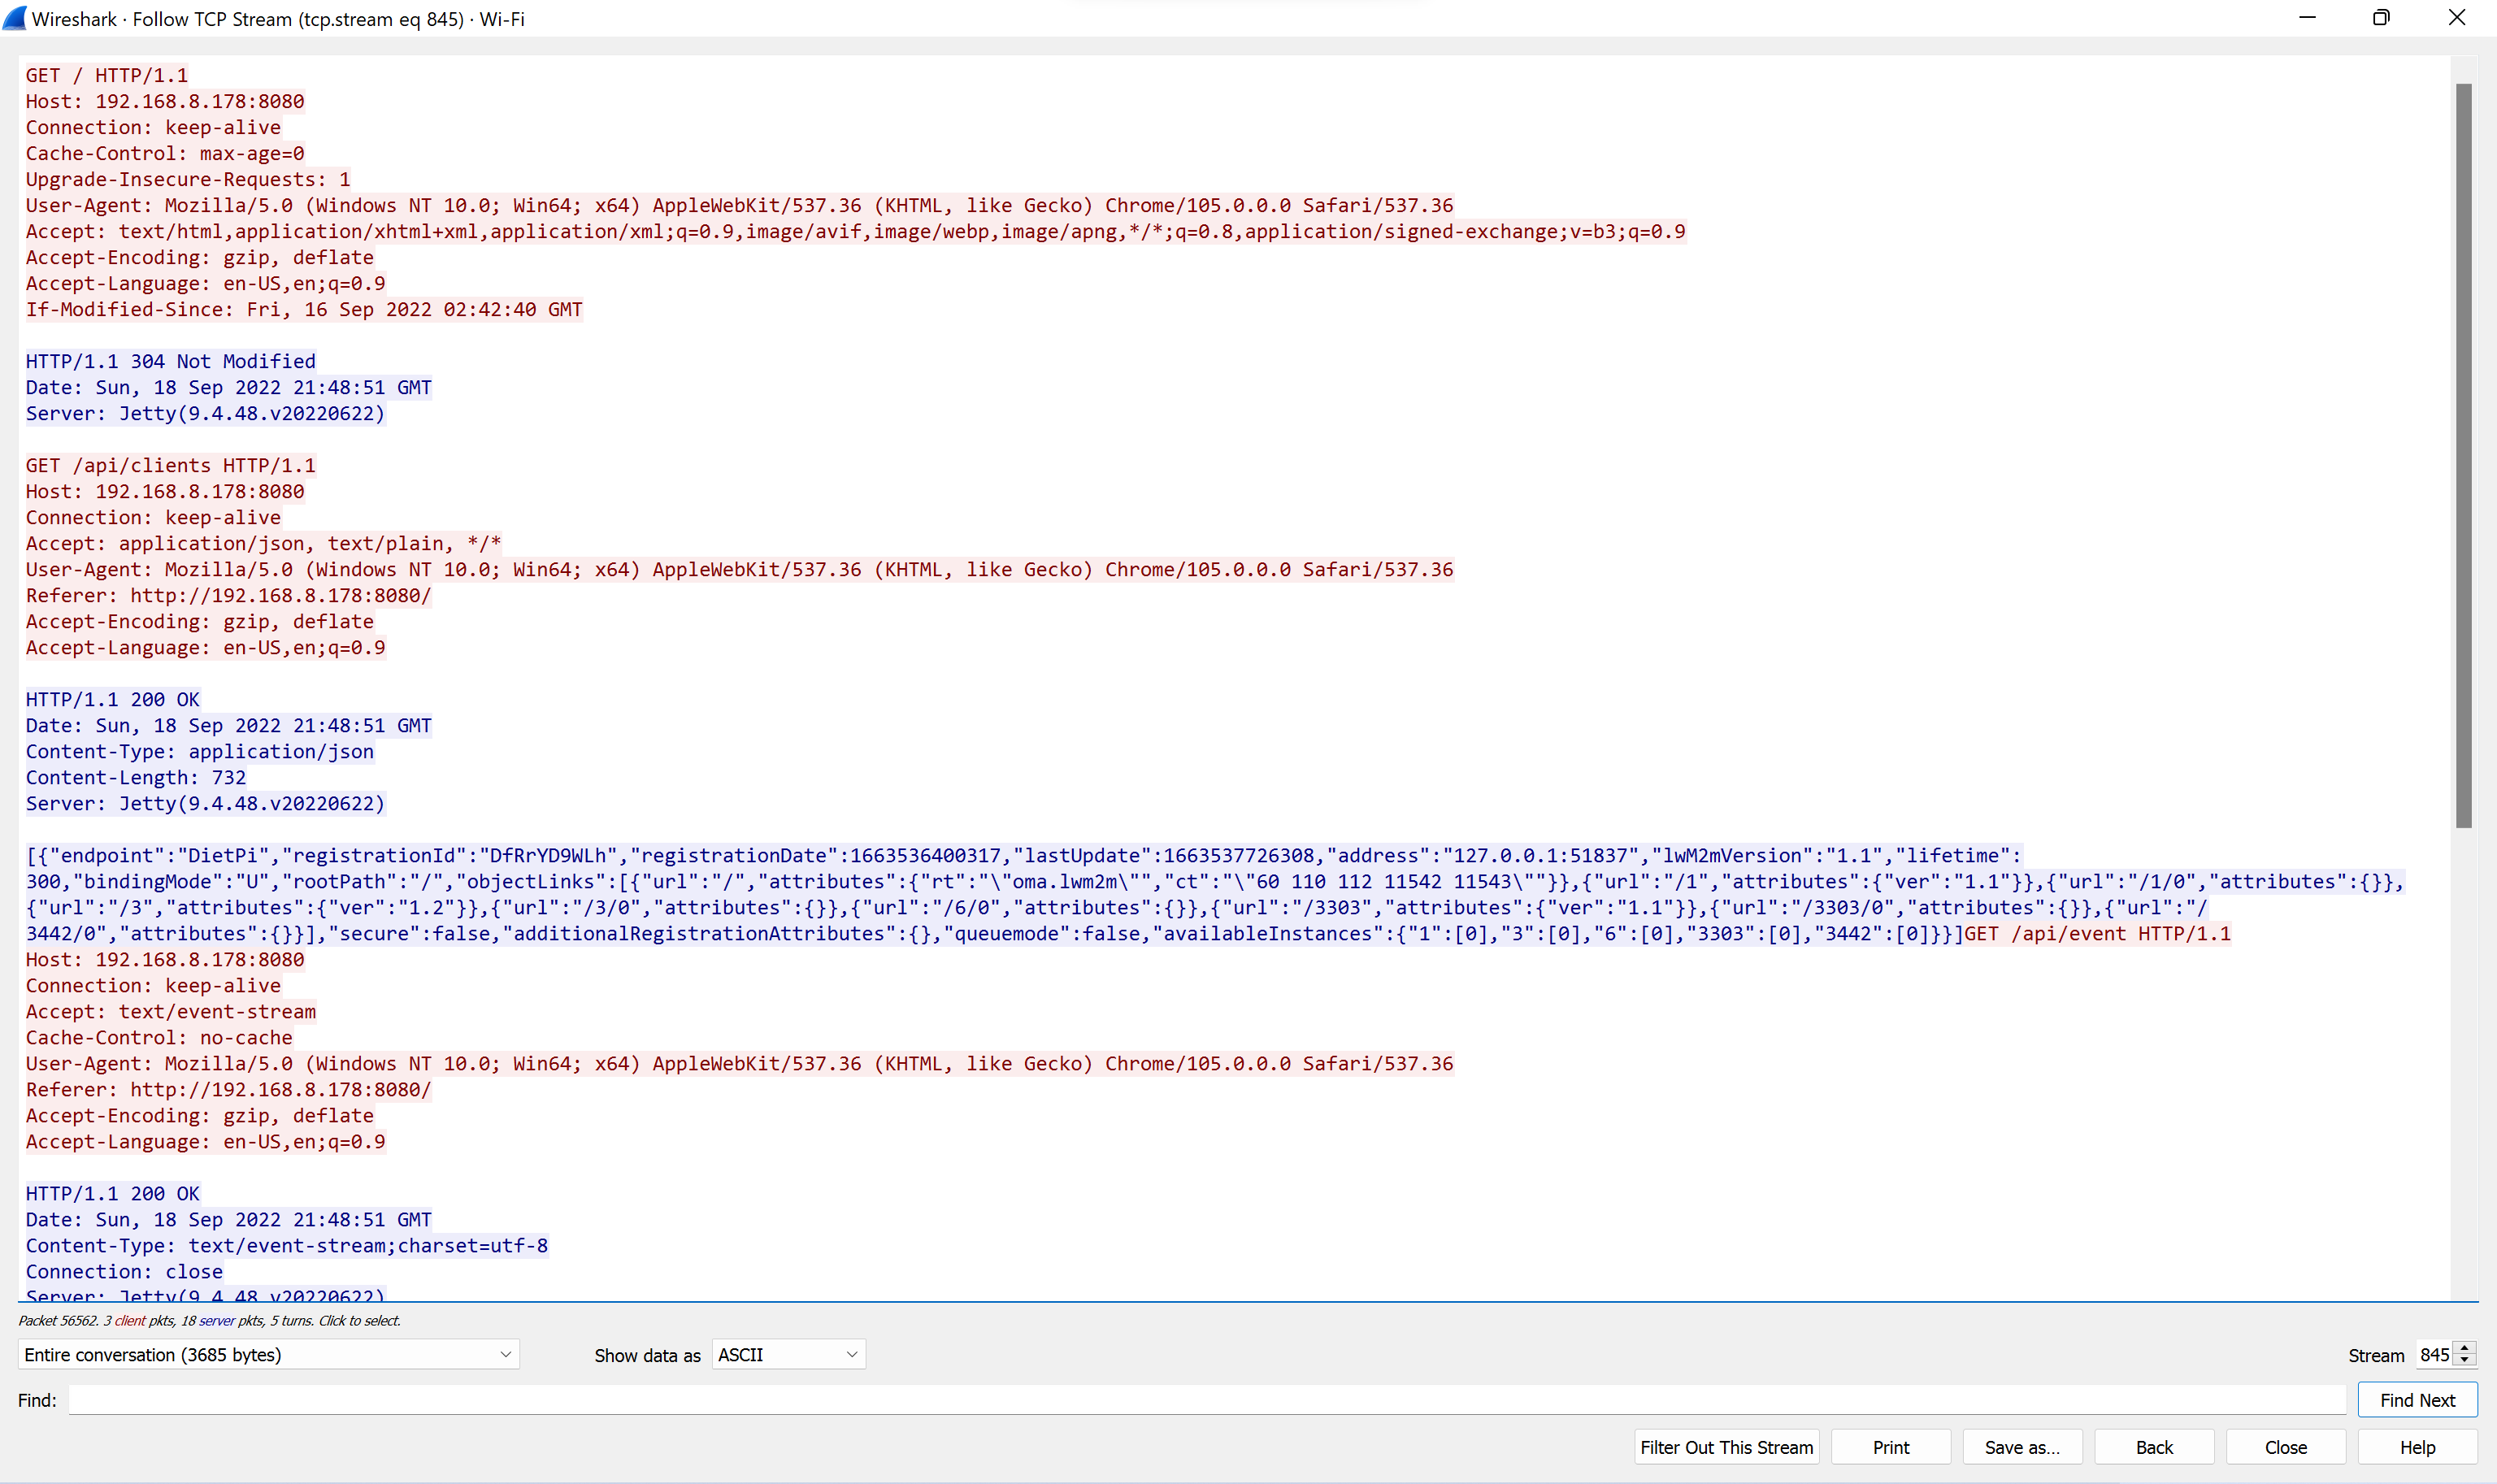 Wireshark · Follow TCP Stream (tcp.stream eq 845) · Wi-Fi
GET / HTTP/1.1
Host: 192.168.8.178:8080
Connection: keep-alive
Cache-Control: max-age=0
Upgrade-Insecure-Requests: 1
User-Agent: Mozilla/5.0 (Windows NT 10.0; Win64; x64) AppleWebKit/537.36 (KHTML, like Gecko) Chrome/105.0.0.0 Safari/537.36
Accept: text/html,application/xhtml+xml,application/xml;q=0.9,image/avif,image/webp,image/apng,*/*;q=0.8,application/signed-exchange;v=b3;q=0.9
Accept-Encoding: gzip, deflate
Accept-Language: en-US,en;q=0.9
If-Modified-Since: Fri, 16 Sep 2022 02:42:40 GMT
HTTP/1.1 304 Not Modified
Date: Sun, 18 Sep 2022 21:48:51 GMT
Server: Jetty(9.4.48.v20220622)
GET /api/clients HTTP/1.1
Host: 192.168.8.178:8080
Connection: keep-alive
Accept: application/json, text/plain, */*
User-Agent: Mozilla/5.0 (Windows NT 10.0; Win64; x64) AppleWebKit/537.36 (KHTML, like Gecko) Chrome/105.0.0.0 Safari/537.36
Referer: http://192.168.8.178:8080/
Accept-Encoding: gzip, deflate
Accept-Language: en-US,en;q=0.9
HTTP/1.1 200 OK
Date: Sun, 18 Sep 2022 21:48:51 GMT
Content-Type: application/json
Content-Length: 732
Server: Jetty(9.4.48.v20220622)
[{"endpoint":"DietPi","registrationId":"DfRrYD9WLh","registrationDate":1663536400317,"lastUpdate":1663537726308,"address":"127.0.0.1:51837","lwM2mVersion":"1.1","lifetime":
300,"bindingMode":"U","rootPath":"/","objectLinks":[{"url":"/","attributes":{"rt":"\"oma.lwm2m\"","ct":"\"60 110 112 11542 11543\""}},{"url":"/1","attributes":{"ver":"1.1"}},{"url":"/1/0","attributes":{}},
{"url":"/3","attributes":{"ver":"1.2"}},{"url":"/3/0","attributes":{}},{"url":"/6/0","attributes":{}},{"url":"/3303","attributes":{"ver":"1.1"}},{"url":"/3303/0","attributes":{}},{"url":"/
3442/0","attributes":{}}],"secure":false,"additionalRegistrationAttributes":{},"queuemode":false,"availableInstances":{"1":[0],"3":[0],"6":[0],"3303":[0],"3442":[0]}}]GET /api/event HTTP/1.1
Host: 192.168.8.178:8080
Connection: keep-alive
Accept: text/event-stream
Cache-Control: no-cache
User-Agent: Mozilla/5.0 (Windows NT 10.0; Win64; x64) AppleWebKit/537.36 (KHTML, like Gecko) Chrome/105.0.0.0 Safari/537.36
Referer: http://192.168.8.178:8080/
Accept-Encoding: gzip, deflate
Accept-Language: en-US,en;q=0.9
HTTP/1.1 200 OK
Date: Sun, 18 Sep 2022 21:48:51 GMT
Content-Type: text/event-stream;charset=utf-8
Connection: close
Server: Jetty(9.4.48.v20220622)
Packet 56562. 3 client pkts, 18 server pkts, 5 turns. Click to select.
Entire conversation (3685 bytes) Show data as ASCII Stream 845
Find: Find Next
Filter Out This Stream Print Save as... Back Close Help